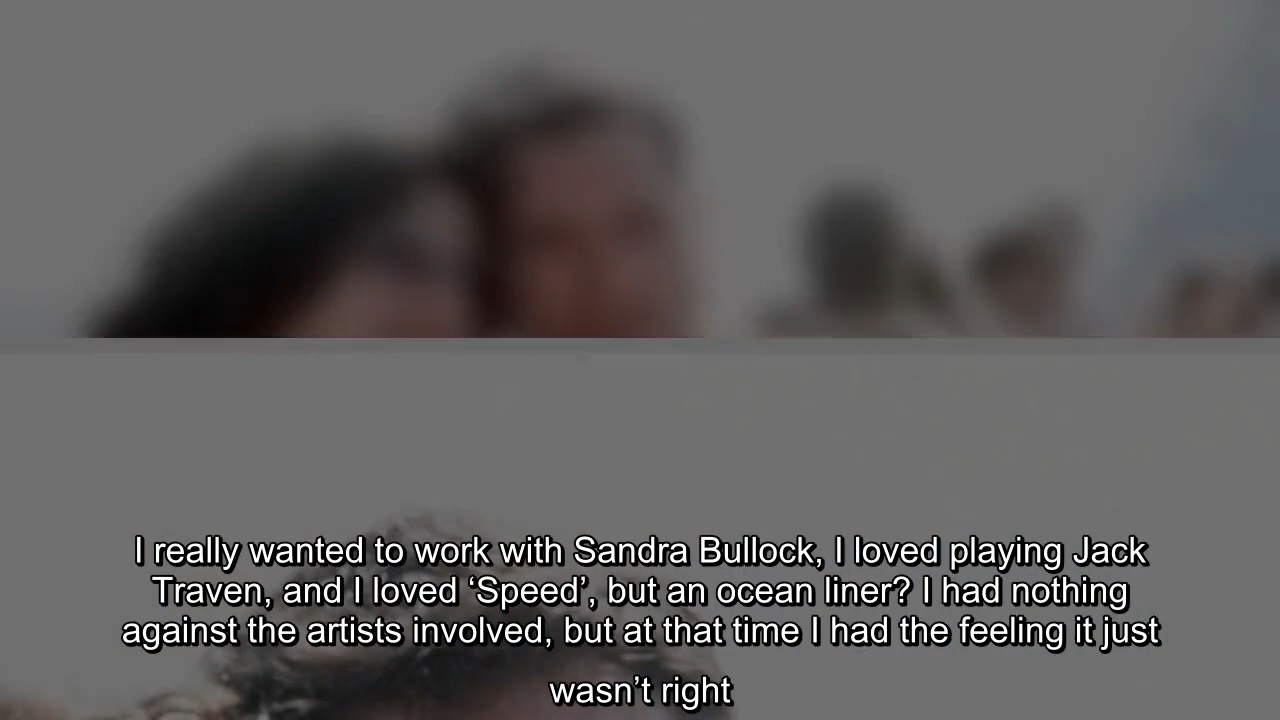 I really wanted to work with Sandra Bullock, I loved playing Jack
Traven, and I loved ‘Speed’, but an ocean liner? I had nothing
against the artists involved, but at that time I had the feeling it just
wasn’t right